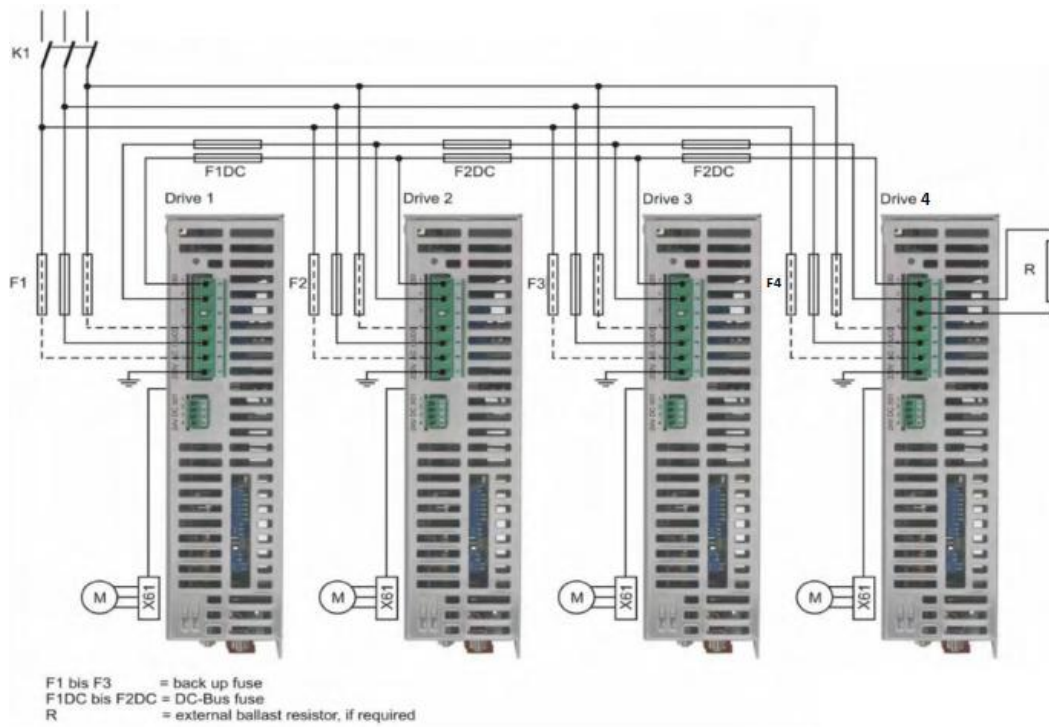 K1
F1DC
F2DC
F2DC
Drive 1
Drive 2
Drive 3
Drive 4
F1
F2
F3
F4
R
M
X61
M
X61
M
X61
M
X61
F1 bis F3 = back up fuse
F1DC bis F2DC = DC-Bus fuse
R = external ballast resistor, if required